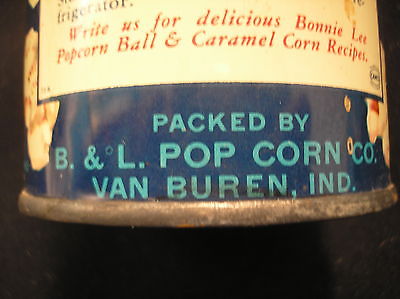 frigerator.
Write us for delicious Bonnie Lee
Popcorn Ball & Caramel Corn Recipes.
PACKED BY
B. & L. POP CORN CO.
VAN BUREN, IND.